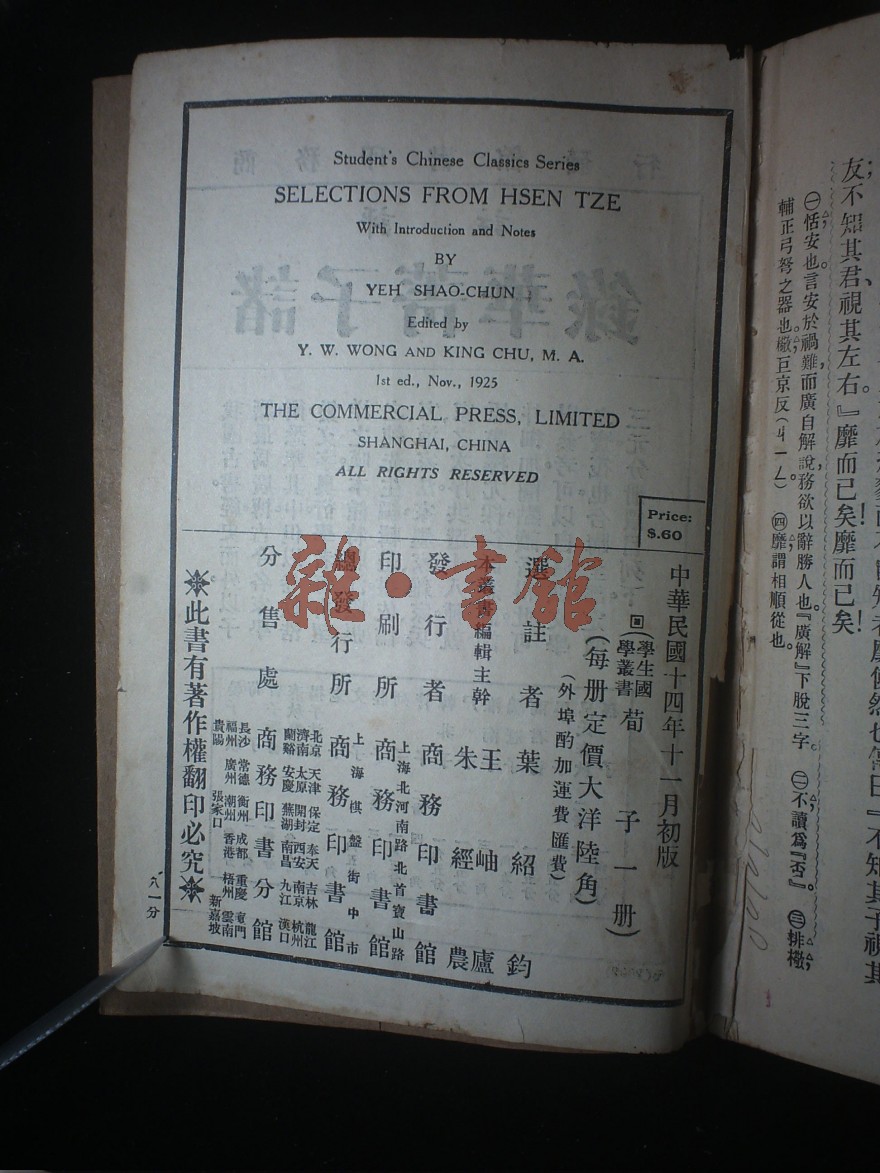 Student's Chinese Classics Series
SELECTIONS FROM HSEN TZE
With Introduction and Notes
BY
YEH SHAO-CHUN
Edited by
Y. W. WONG AND KING CHU, M. A.
1st ed., Nov., 1925
THE COMMERCIAL PRESS, LIMITED
SHANGHAI, CHINA
ALL RIGHTS RESERVED
Price:
$.60
中華民國十四年十一月初版
(學生國學叢書)荀子一册
(每册定價大洋陸角)
(外埠酌加運費匯費)
選註者 葉紹鈞
本叢書編輯主幹 王岫廬 朱經農
發行者 商務印書館
印刷所 上海北河南路北首寶山路 商務印書館
總發行所 上海棋盤街中市 商務印書館
分售處 商務印書分館
北京 天津 保定 奉天 吉林 龍江
濟南 太原 開封 西安 南京 杭州
蘭谿 安慶 蕪湖 南昌 九江 漢口
長沙 常德 衡州 成都 重慶 廈門
福州 廣州 潮州 香港 梧州 雲南
貴陽 張家口 新嘉坡
※此書有著作權翻印必究※
八一分
雜·書館
友不知其君視其左右。』靡而已矣!靡而已矣!
㊀恬安也言安於禍難而廣自解說,務欲以辭勝人也。『廣解』下脫三字。 ㊁不讀爲『否』。 ㊂排檠,
輔正弓弩之器也檠巨京反(ㄐㄧㄥ) ㊃靡謂相順從也。